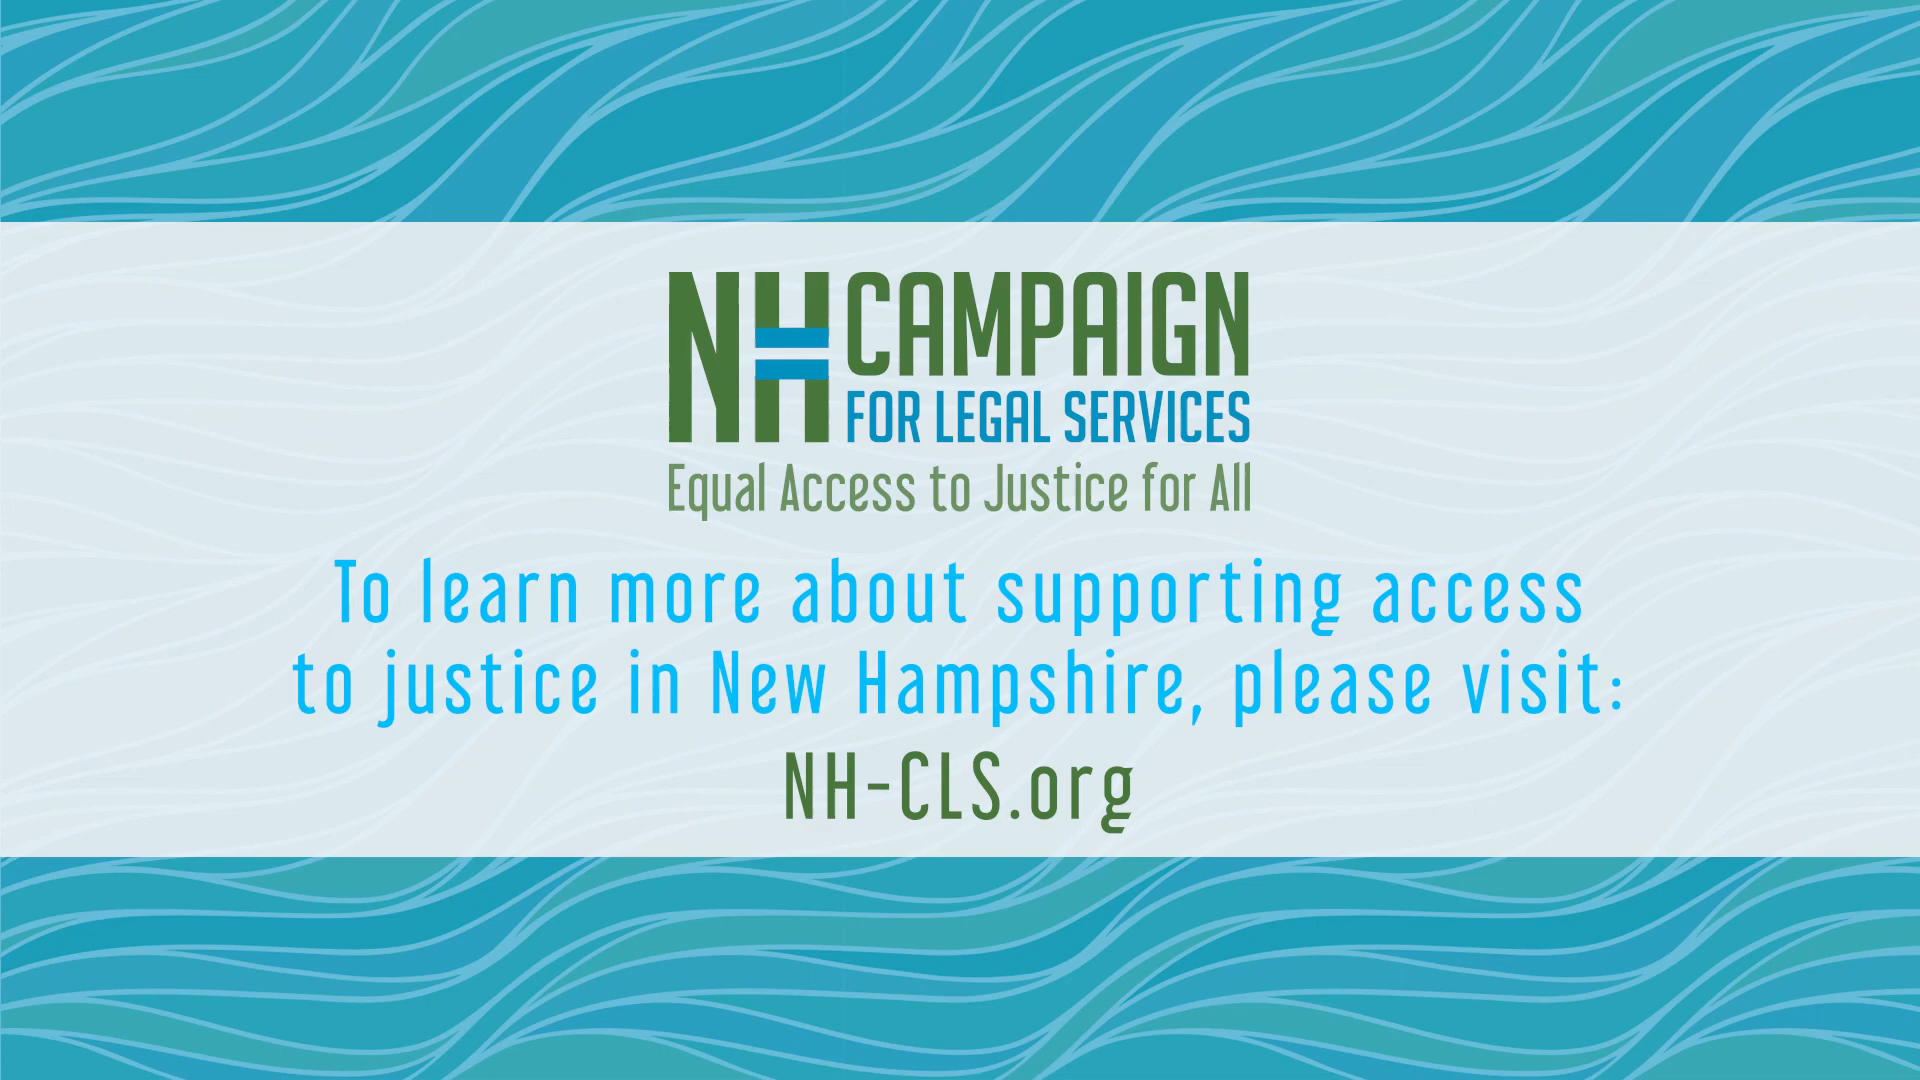 NH CAMPAIGN
FOR LEGAL SERVICES
Equal Access to Justice for All
To learn more about supporting access
to justice in New Hampshire, please visit:
NH-CLS.org